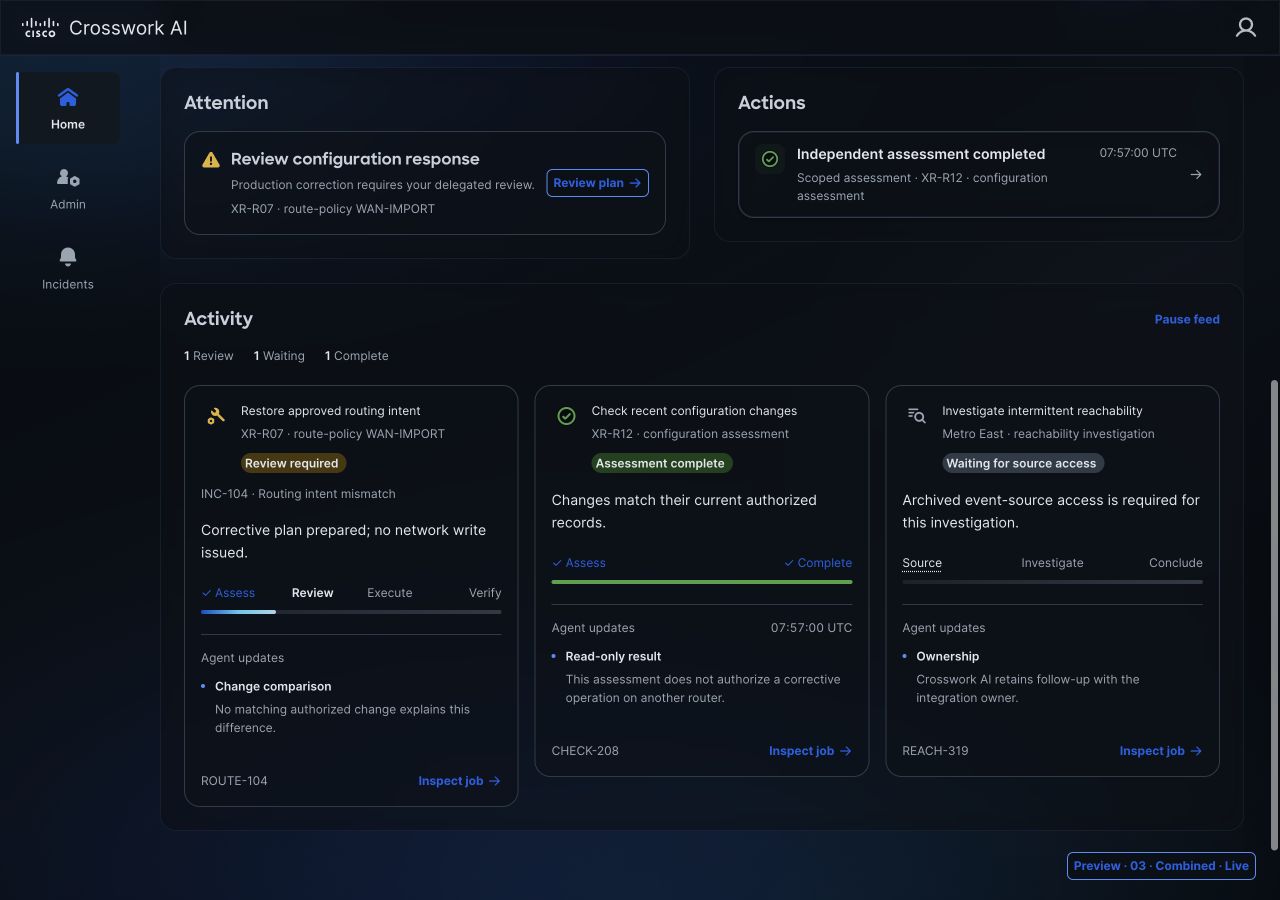 CISCO
Crosswork AI
Home
Admin
Incidents
Attention
Review configuration response
Production correction requires your delegated review.
XR-R07 · route-policy WAN-IMPORT
Review plan →
Actions
Independent assessment completed
07:57:00 UTC
Scoped assessment · XR-R12 · configuration
assessment
→
Activity
Pause feed
1 Review 1 Waiting 1 Complete
Restore approved routing intent
XR-R07 · route-policy WAN-IMPORT
Review required
INC-104 · Routing intent mismatch
Corrective plan prepared; no network write
issued.
✓ Assess Review Execute Verify
Agent updates
• Change comparison
No matching authorized change explains this
difference.
ROUTE-104 Inspect job →
Check recent configuration changes
XR-R12 · configuration assessment
Assessment complete
Changes match their current authorized
records.
✓ Assess ✓ Complete
Agent updates 07:57:00 UTC
• Read-only result
This assessment does not authorize a corrective
operation on another router.
CHECK-208 Inspect job →
Investigate intermittent reachability
Metro East · reachability investigation
Waiting for source access
Archived event-source access is required for
this investigation.
Source Investigate Conclude
Agent updates
• Ownership
Crosswork AI retains follow-up with the
integration owner.
REACH-319 Inspect job →
Preview · 03 · Combined · Live